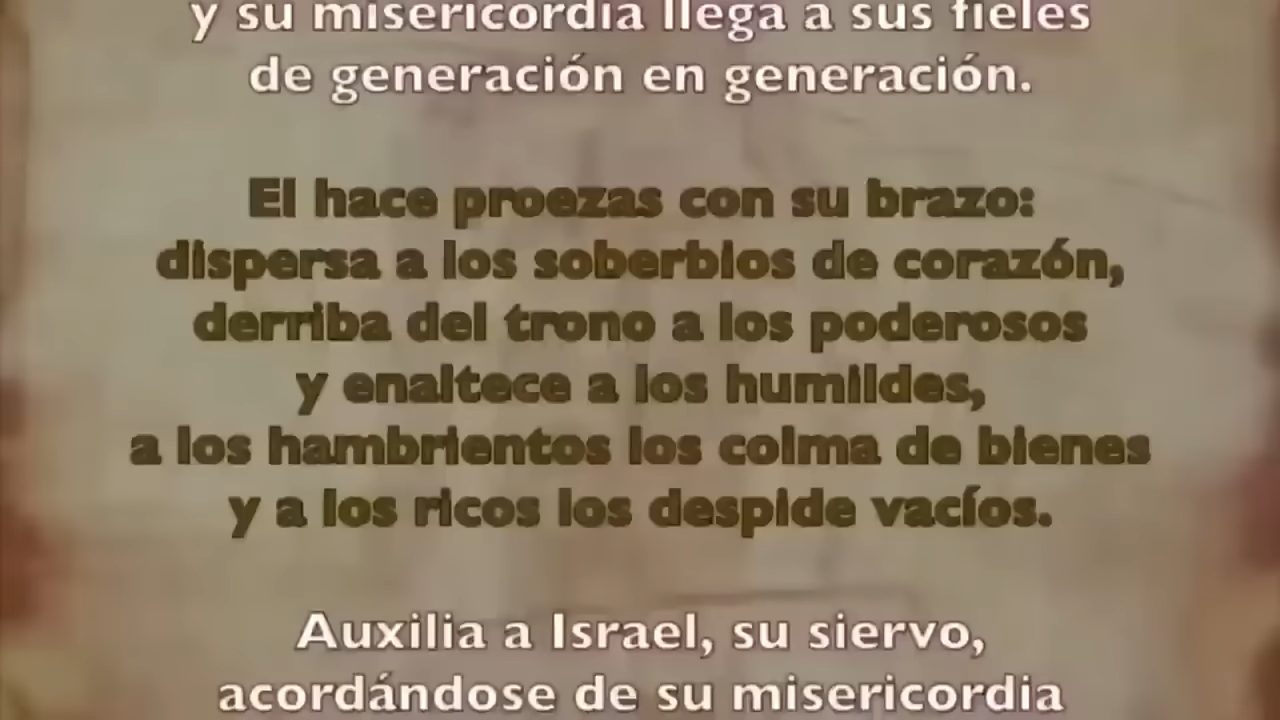 y su misericordia llega a sus fieles
de generación en generación.
El hace proezas con su brazo:
dispersa a los soberbios de corazón,
derriba del trono a los poderosos
y enaltece a los humildes,
a los hambrientos los colma de bienes
y a los ricos los despide vacíos.
Auxilia a Israel, su siervo,
acordándose de su misericordia